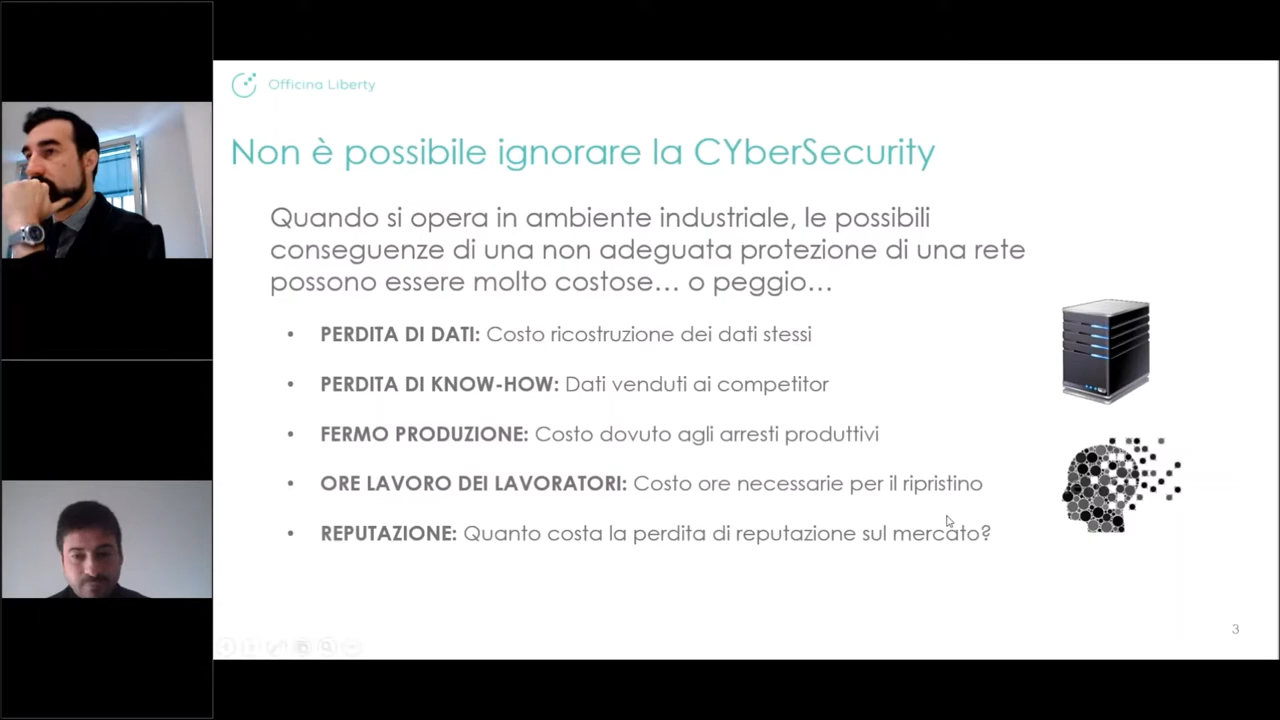 Officina Liberty
Non è possibile ignorare la CYberSecurity
Quando si opera in ambiente industriale, le possibili
conseguenze di una non adeguata protezione di una rete
possono essere molto costose… o peggio…
• PERDITA DI DATI: Costo ricostruzione dei dati stessi
• PERDITA DI KNOW-HOW: Dati venduti ai competitor
• FERMO PRODUZIONE: Costo dovuto agli arresti produttivi
• ORE LAVORO DEI LAVORATORI: Costo ore necessarie per il ripristino
• REPUTAZIONE: Quanto costa la perdita di reputazione sul mercato?
3